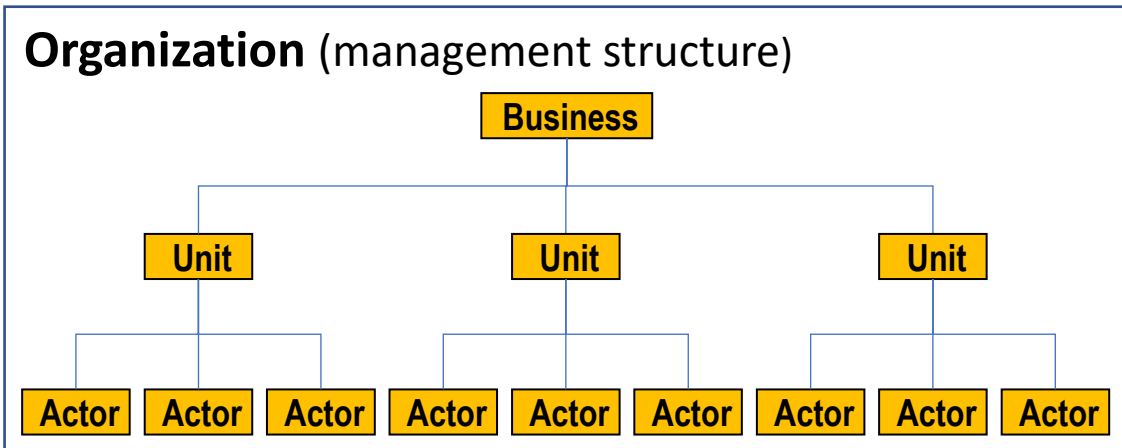 Organization (management structure)
Business
Unit Unit Unit
Actor Actor Actor Actor Actor Actor Actor Actor Actor